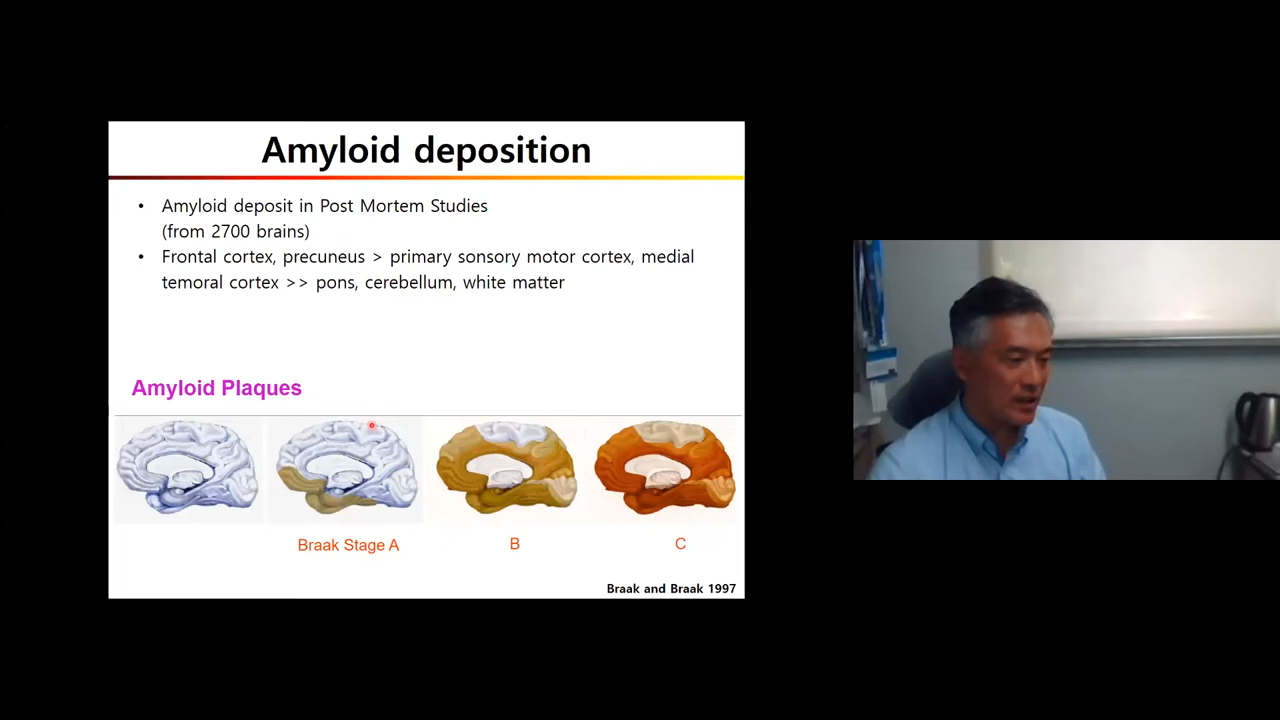 Amyloid deposition
• Amyloid deposit in Post Mortem Studies
(from 2700 brains)
• Frontal cortex, precuneus > primary sonsory motor cortex, medial
temoral cortex >> pons, cerebellum, white matter
Amyloid Plaques
Braak Stage A
B
C
Braak and Braak 1997